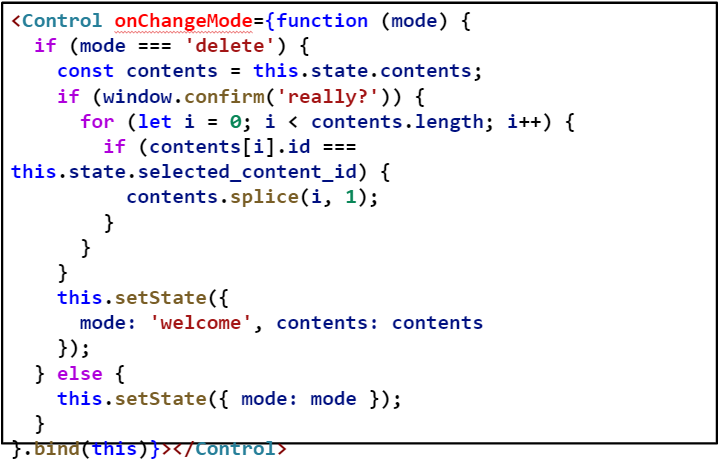 <Control onChangeMode={function (mode) {
  if (mode === 'delete') {
    const contents = this.state.contents;
    if (window.confirm('really?')) {
      for (let i = 0; i < contents.length; i++) {
        if (contents[i].id ===
this.state.selected_content_id) {
          contents.splice(i, 1);
        }
      }
    }
    this.setState({
      mode: 'welcome', contents: contents
    });
  } else {
    this.setState({ mode: mode });
  }
}.bind(this)}></Control>